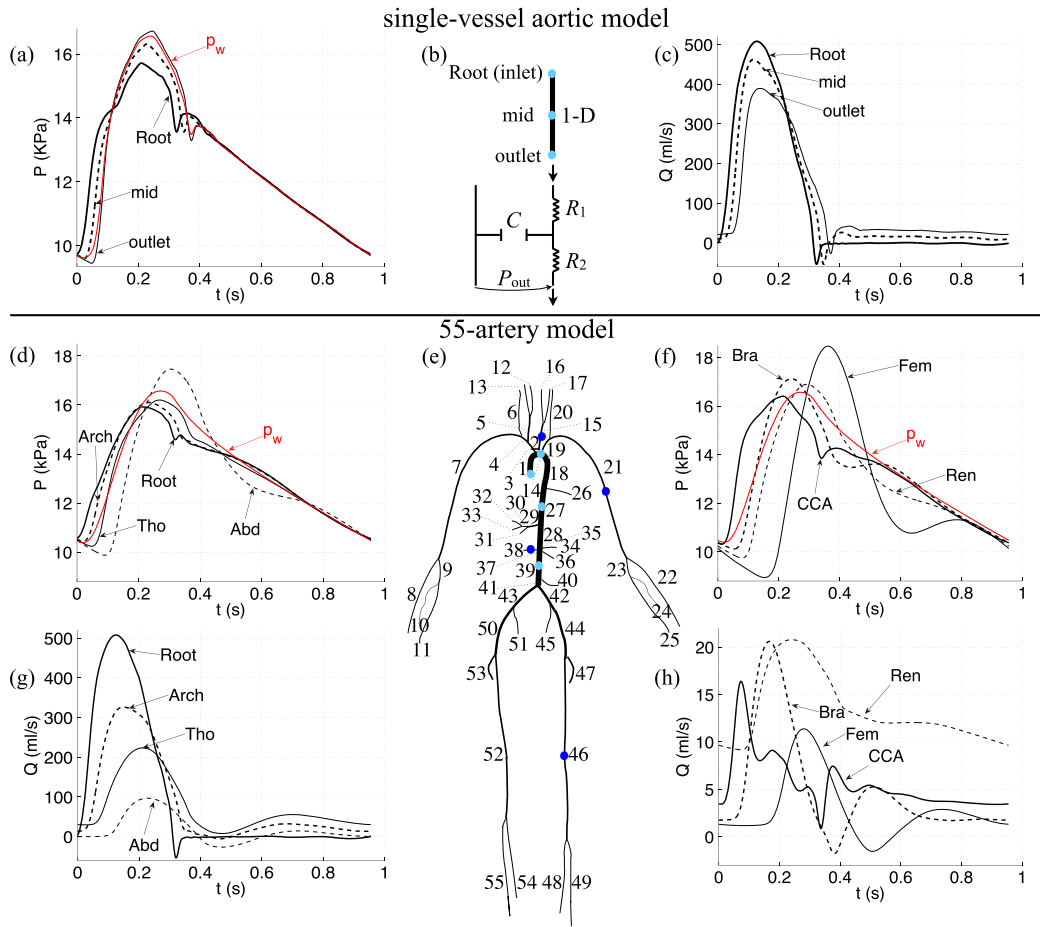 single-vessel aortic model
(a)
P (KPa)
16
14
12
10
0 0.2 0.4 0.6 0.8 1
t (s)
pw
Root
mid
outlet
(b)
Root (inlet)
mid 1-D
outlet
C
R1
R2
Pout
(c)
Q (ml/s)
500
400
300
200
100
0
0 0.2 0.4 0.6 0.8 1
t (s)
Root
mid
outlet
55-artery model
(d)
P (kPa)
18
16
14
12
10
0 0.2 0.4 0.6 0.8 1
t (s)
Arch
pw
Root
Tho
Abd
(e)
12 16
13 17
6 20
5 15
2
4 19
7 1 18 21
3
14 26
32 30 27
33 29
28 35
31
38 34
37 36
9 39 23 22
41 40
8 43 42 24
10 50 44 25
11 51 45
53 47
52 46
55 54 48 49
(f)
P (kPa)
18
16
14
12
10
0 0.2 0.4 0.6 0.8 1
t (s)
Bra
Fem
pw
Ren
CCA
(g)
Q (ml/s)
500
400
300
200
100
0
0 0.2 0.4 0.6 0.8 1
t (s)
Root
Arch
Tho
Abd
(h)
Q (ml/s)
20
15
10
5
0
0 0.2 0.4 0.6 0.8 1
t (s)
Ren
Bra
Fem
CCA